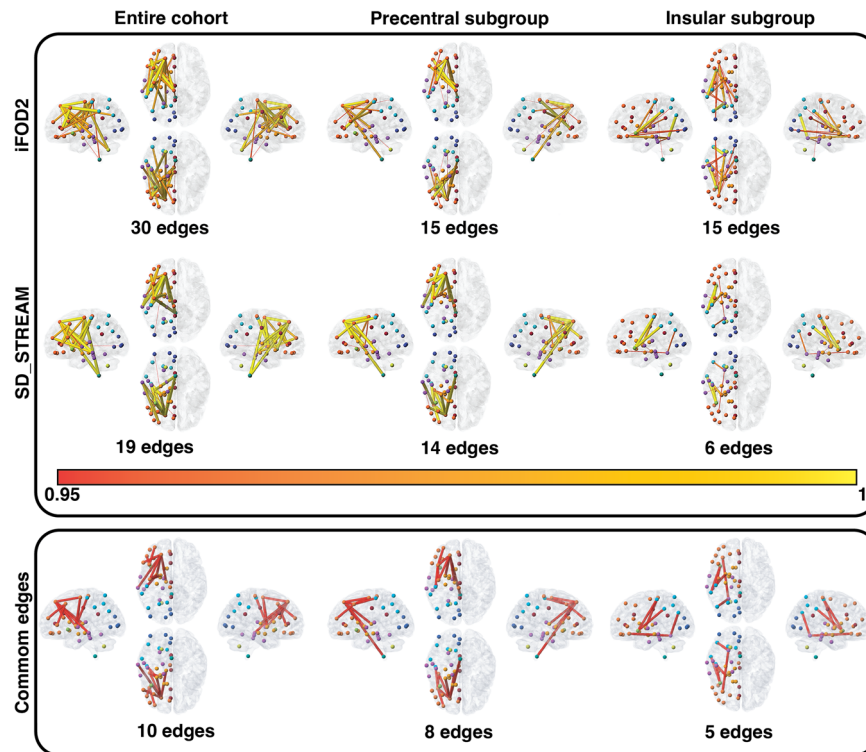 Entire cohort
Precentral subgroup
Insular subgroup
iFOD2
30 edges
15 edges
15 edges
SD_STREAM
19 edges
14 edges
6 edges
0.95
1
Commom edges
10 edges
8 edges
5 edges